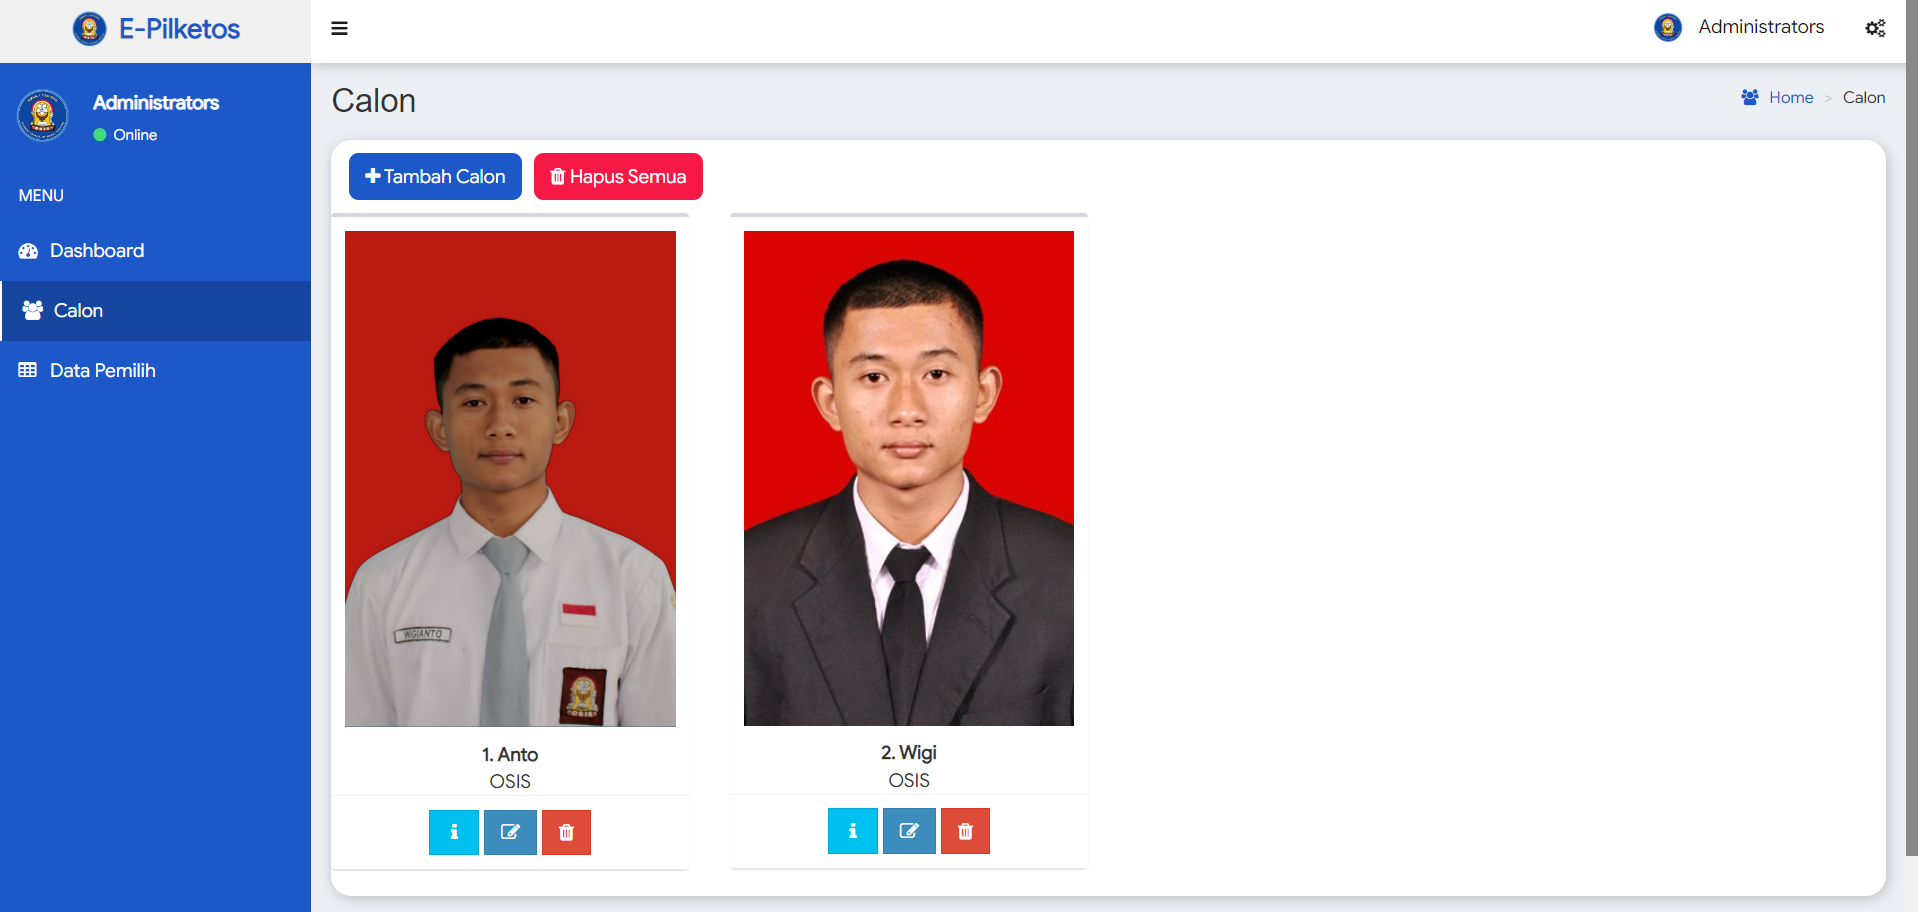 E-Pilketos
Administrators
Administrators
Online
MENU
Dashboard
Calon
Data Pemilih
Calon
Home > Calon
Tambah Calon
Hapus Semua
WIGIANTO
OSIS
1. Anto
OSIS
2. Wigi
OSIS